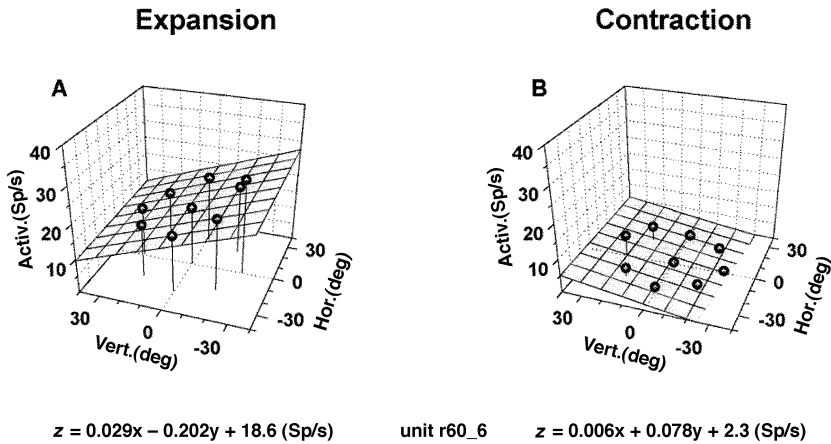 Expansion
Contraction
A
B
40
30
20
10
Activ.(Sp/s)
30
0
-30
Vert.(deg)
30
0
-30
Hor.(deg)
40
30
20
10
Activ.(Sp/s)
30
0
-30
Vert.(deg)
30
0
-30
Hor.(deg)
z = 0.029x – 0.202y + 18.6 (Sp/s)
unit r60_6
z = 0.006x + 0.078y + 2.3 (Sp/s)